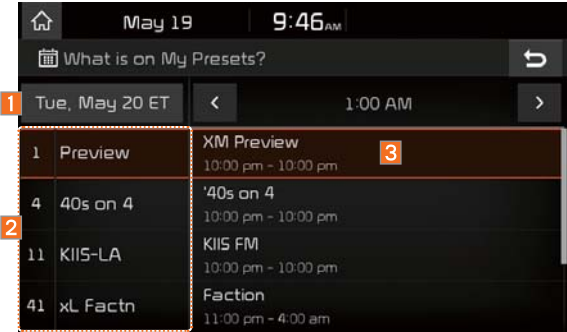 May 19 9:46 AM
What is on My Presets?
1 Tue, May 20 ET 1:00 AM
1 Preview
XM Preview
10:00 pm - 10:00 pm
3
2
4 40s on 4
'40s on 4
10:00 pm - 10:00 pm
11 KIIS-LA
KIIS FM
10:00 pm - 10:00 pm
41 xL Factn
Faction
11:00 pm - 4:00 am